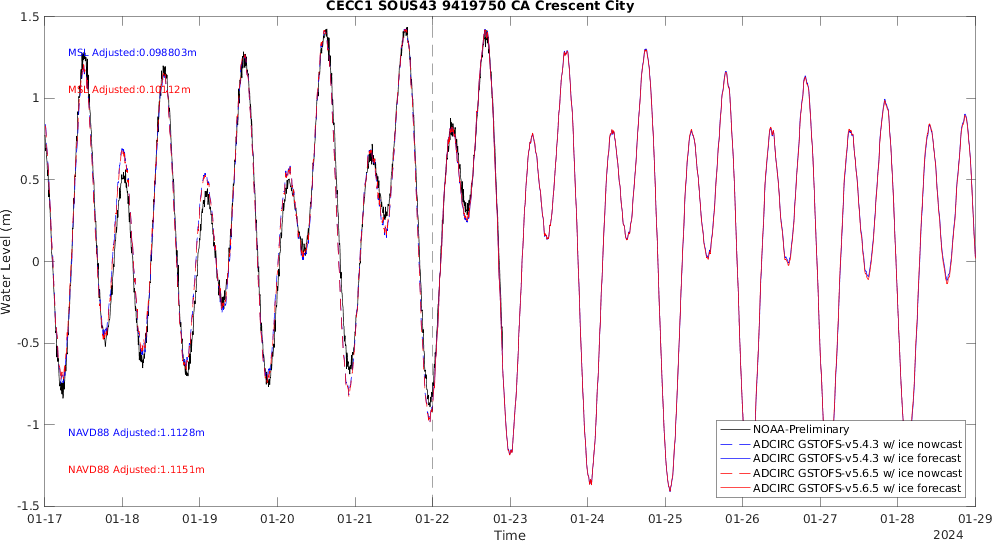 CECC1 SOUS43 9419750 CA Crescent City
1.5
1
0.5
0
-0.5
-1
-1.5
Water Level (m)
MSL Adjusted:0.098803m
MSL Adjusted:0.10112m
NAVD88 Adjusted:1.1128m
NAVD88 Adjusted:1.1151m
NOAA-Preliminary
ADCIRC GSTOFS-v5.4.3 w/ ice nowcast
ADCIRC GSTOFS-v5.4.3 w/ ice forecast
ADCIRC GSTOFS-v5.6.5 w/ ice nowcast
ADCIRC GSTOFS-v5.6.5 w/ ice forecast
01-17 01-18 01-19 01-20 01-21 01-22 01-23 01-24 01-25 01-26 01-27 01-28 01-29
Time
2024